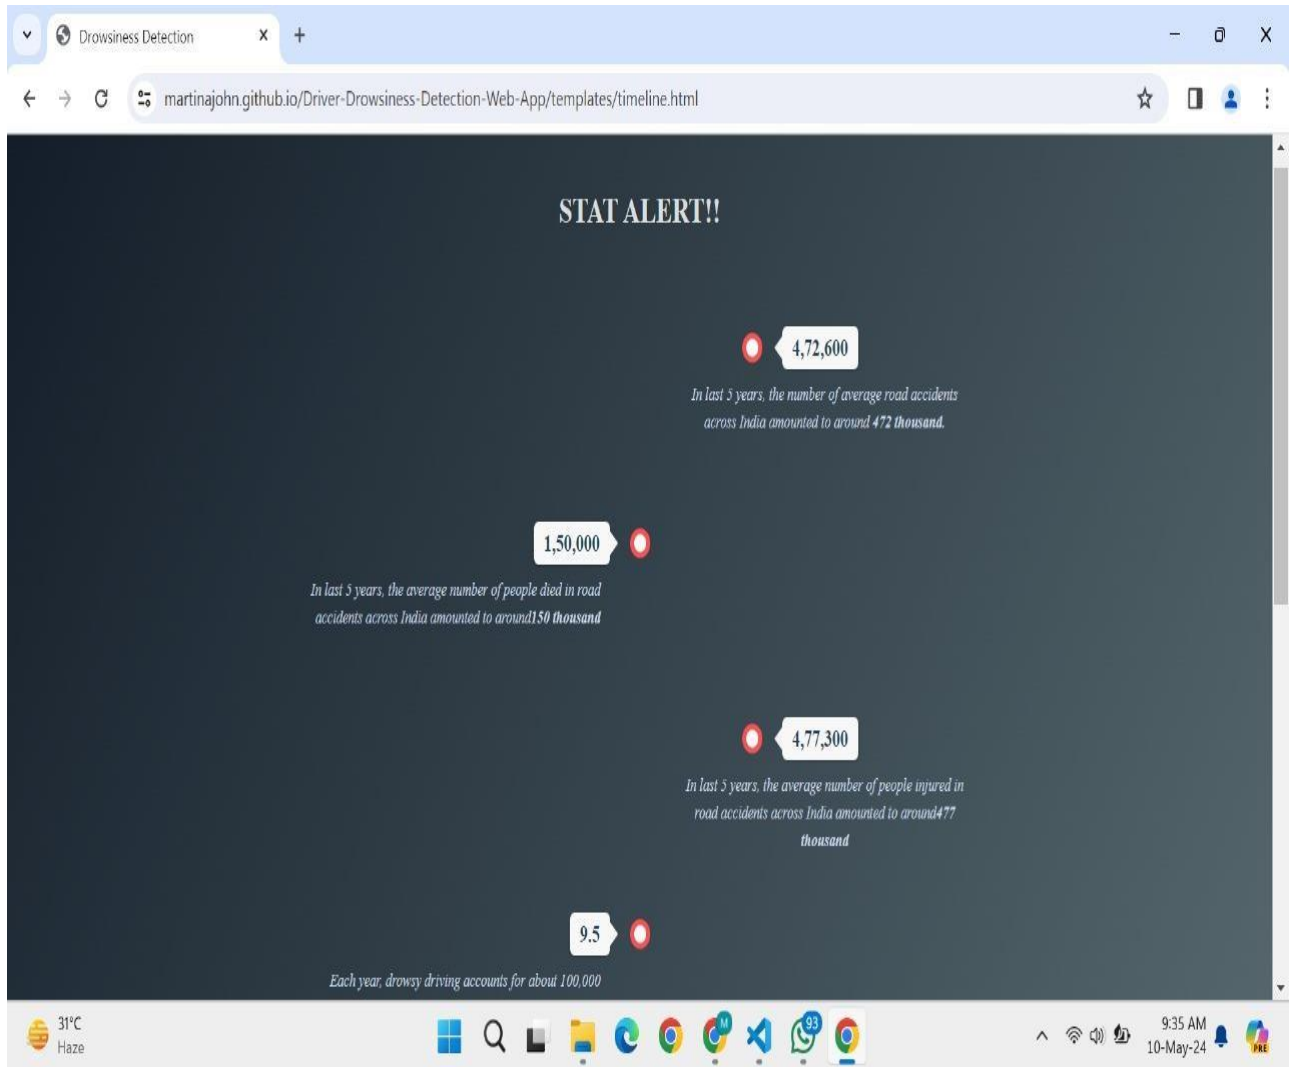 Drowsiness Detection
martinajohn.github.io/Driver-Drowsiness-Detection-Web-App/templates/timeline.html
STAT ALERT!!
4,72,600
In last 5 years, the number of average road accidents
across India amounted to around 472 thousand.
1,50,000
In last 5 years, the average number of people died in road
accidents across India amounted to around150 thousand
4,77,300
In last 5 years, the average number of people injured in
road accidents across India amounted to around477
thousand
9.5
Each year, drowsy driving accounts for about 100,000
31°C
Haze
M
93
9:35 AM
10-May-24
PRE